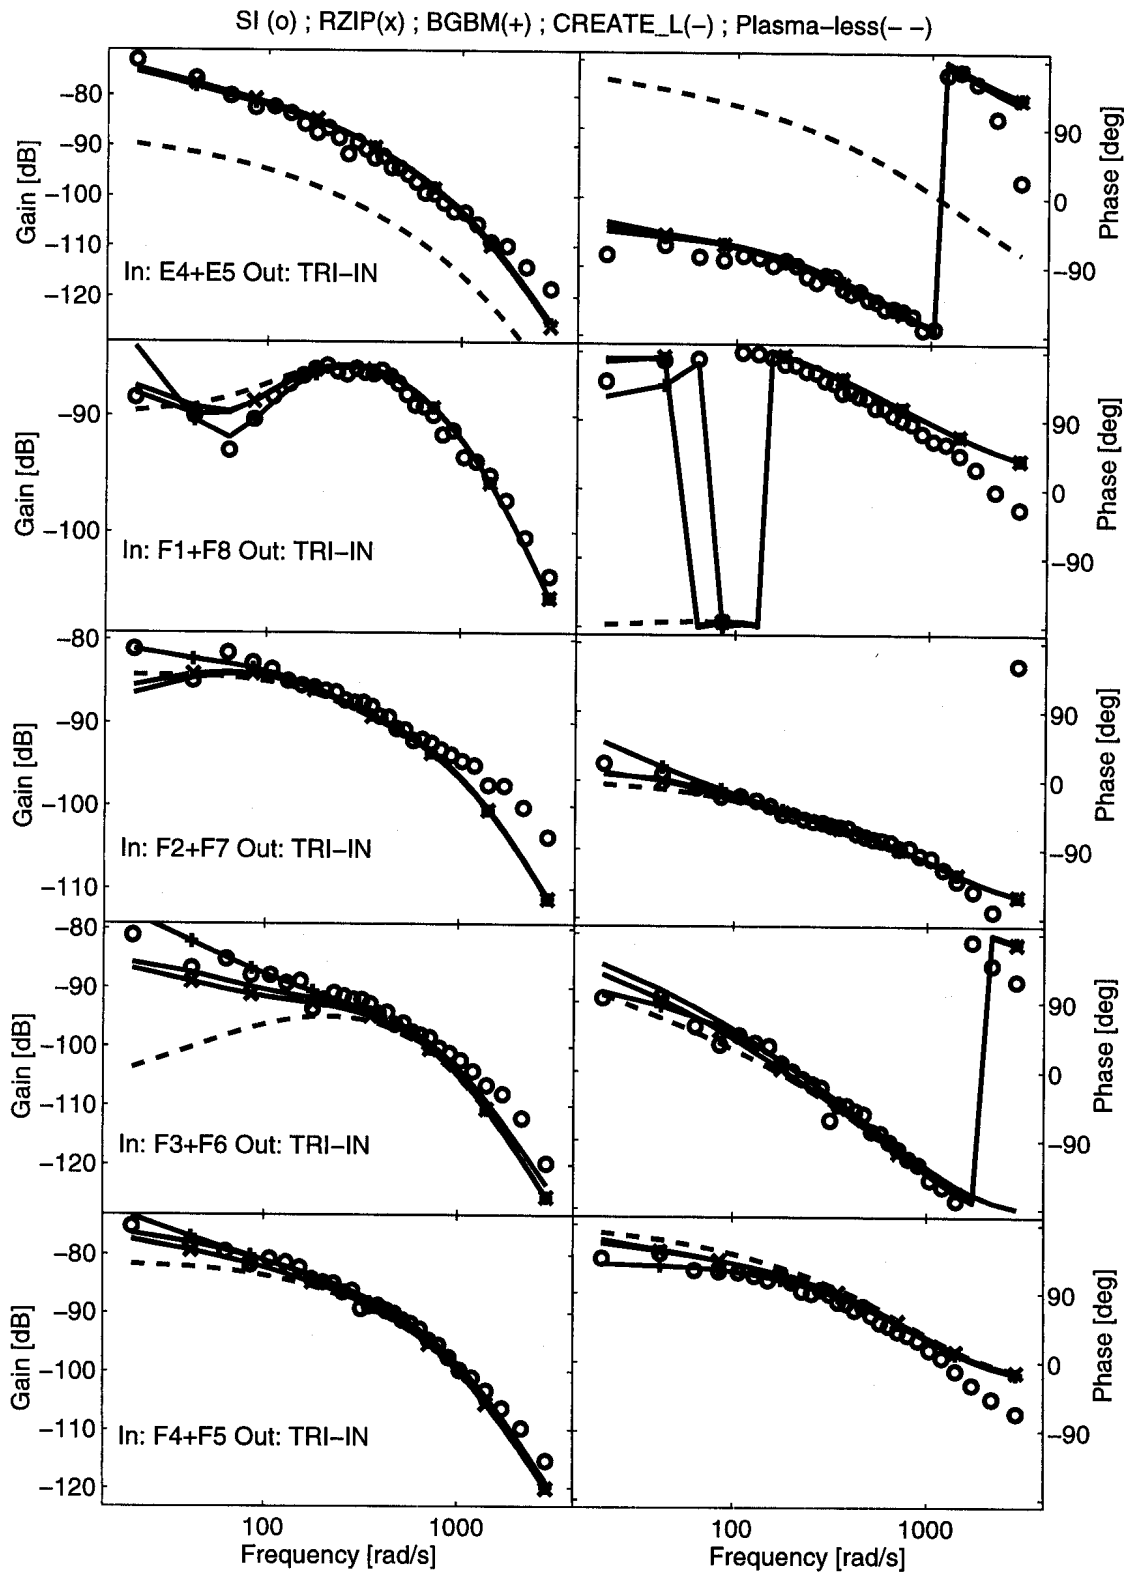 SI (o) ; RZIP(x) ; BGBM(+) ; CREATE_L(−) ; Plasma−less(− −)
Gain [dB]
−80
−90
−100
−110
−120
In: E4+E5 Out: TRI−IN
90
0
−90
Phase [deg]
Gain [dB]
−90
−100
In: F1+F8 Out: TRI−IN
90
0
−90
Phase [deg]
Gain [dB]
−80
−90
−100
−110
In: F2+F7 Out: TRI−IN
90
0
−90
Phase [deg]
Gain [dB]
−80
−90
−100
−110
−120
In: F3+F6 Out: TRI−IN
90
0
−90
Phase [deg]
Gain [dB]
−80
−90
−100
−110
−120
In: F4+F5 Out: TRI−IN
90
0
−90
Phase [deg]
100 1000
Frequency [rad/s]
100 1000
Frequency [rad/s]